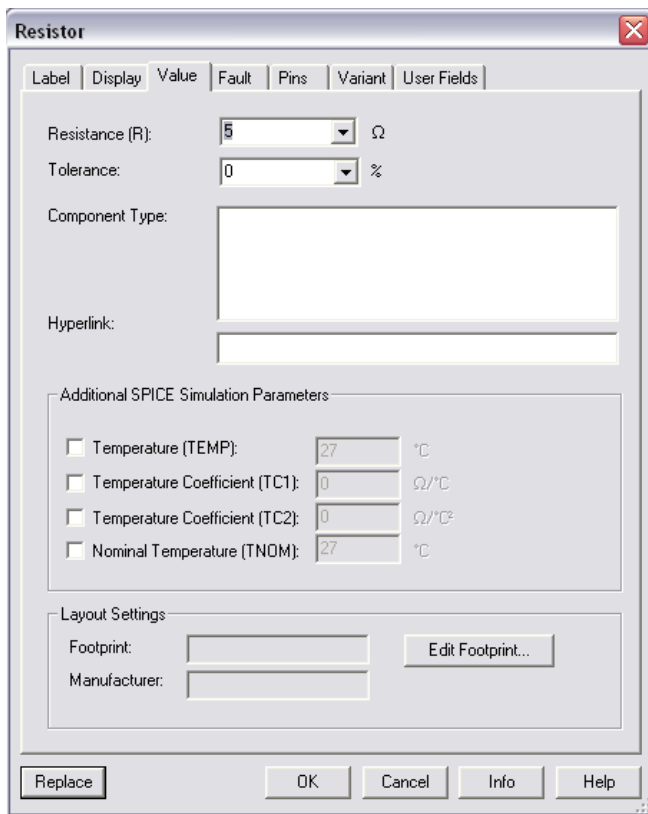 Resistor
Label Display Value Fault Pins Variant User Fields
Resistance (R): 5 Ω
Tolerance: 0 %
Component Type:
Hyperlink:
Additional SPICE Simulation Parameters
Temperature (TEMP): 27 °C
Temperature Coefficient (TC1): 0 Ω/°C
Temperature Coefficient (TC2): 0 Ω/°C²
Nominal Temperature (TNOM): 27 °C
Layout Settings
Footprint: Edit Footprint...
Manufacturer:
Replace OK Cancel Info Help